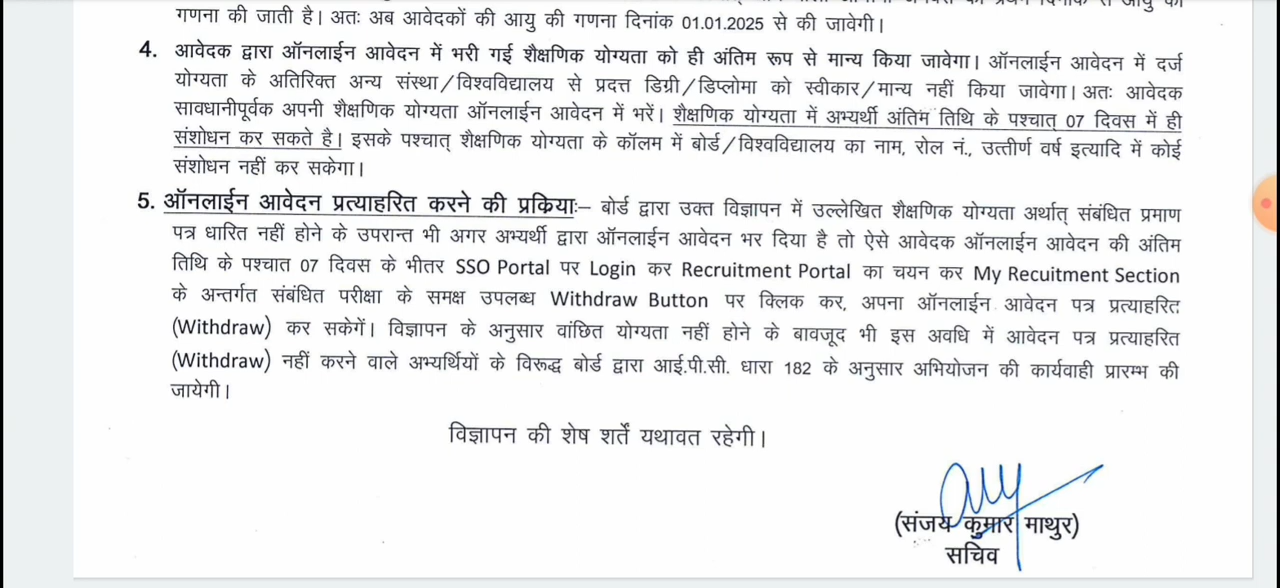 गणना की जाती है। अतः अब आवेदकों की आयु की गणना दिनांक 01.01.2025 से की जावेगी।
4. आवेदक द्वारा ऑनलाईन आवेदन में भरी गई शैक्षणिक योग्यता को ही अंतिम रूप से मान्य किया जावेगा। ऑनलाईन आवेदन में दर्ज
योग्यता के अतिरिक्त अन्य संस्था/विश्वविद्यालय से प्रदत्त डिग्री/डिप्लोमा को स्वीकार/मान्य नहीं किया जावेगा। अतः आवेदक
सावधानीपूर्वक अपनी शैक्षणिक योग्यता ऑनलाईन आवेदन में भरें। शैक्षणिक योग्यता में अभ्यर्थी अंतिम तिथि के पश्चात् 07 दिवस में ही
संशोधन कर सकते है। इसके पश्चात् शैक्षणिक योग्यता के कॉलम में बोर्ड/विश्वविद्यालय का नाम, रोल नं., उत्तीर्ण वर्ष इत्यादि में कोई
संशोधन नहीं कर सकेगा।
5. ऑनलाईन आवेदन प्रत्याहरित करने की प्रकिया:– बोर्ड द्वारा उक्त विज्ञापन में उल्लेखित शैक्षणिक योग्यता अर्थात् संबंधित प्रमाण
पत्र धारित नहीं होने के उपरान्त भी अगर अभ्यर्थी द्वारा ऑनलाईन आवेदन भर दिया है तो ऐसे आवेदक ऑनलाईन आवेदन की अंतिम
तिथि के पश्चात 07 दिवस के भीतर SSO Portal पर Login कर Recruitment Portal का चयन कर My Recuitment Section
के अन्तर्गत संबंधित परीक्षा के समक्ष उपलब्ध Withdraw Button पर क्लिक कर, अपना ऑनलाईन आवेदन पत्र प्रत्याहरित
(Withdraw) कर सकेगें। विज्ञापन के अनुसार वांछित योग्यता नहीं होने के बावजूद भी इस अवधि में आवेदन पत्र प्रत्याहरित
(Withdraw) नहीं करने वाले अभ्यर्थियों के विरूद्ध बोर्ड द्वारा आई.पी.सी. धारा 182 के अनुसार अभियोजन की कार्यवाही प्रारम्भ की
जायेगी।
विज्ञापन की शेष शर्तें यथावत रहेगी।
(संजय कुमार माथुर)
सचिव